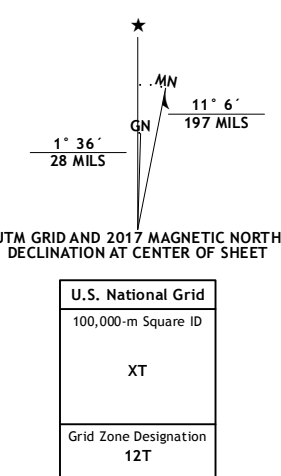 MN
GN
11° 6´
197 MILS
1° 36´
28 MILS
UTM GRID AND 2017 MAGNETIC NORTH
DECLINATION AT CENTER OF SHEET
U.S. National Grid
100,000-m Square ID
XT
Grid Zone Designation
12T